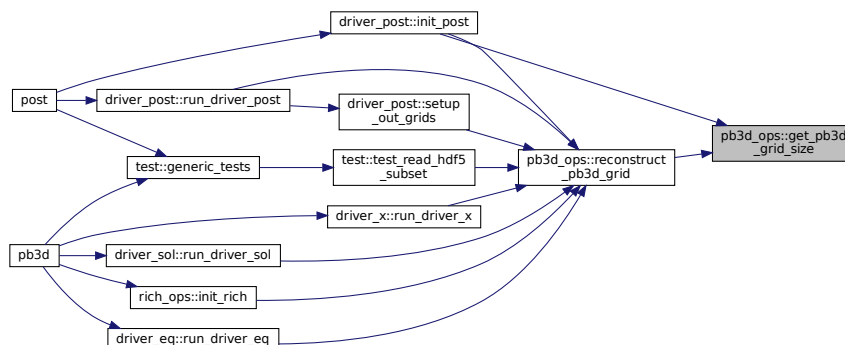 driver_post::init_post
post
driver_post::run_driver_post
driver_post::setup
_out_grids
pb3d_ops::get_pb3d
_grid_size
test::generic_tests
test::test_read_hdf5
_subset
pb3d_ops::reconstruct
_pb3d_grid
driver_x::run_driver_x
pb3d
driver_sol::run_driver_sol
rich_ops::init_rich
driver_eq::run_driver_eq